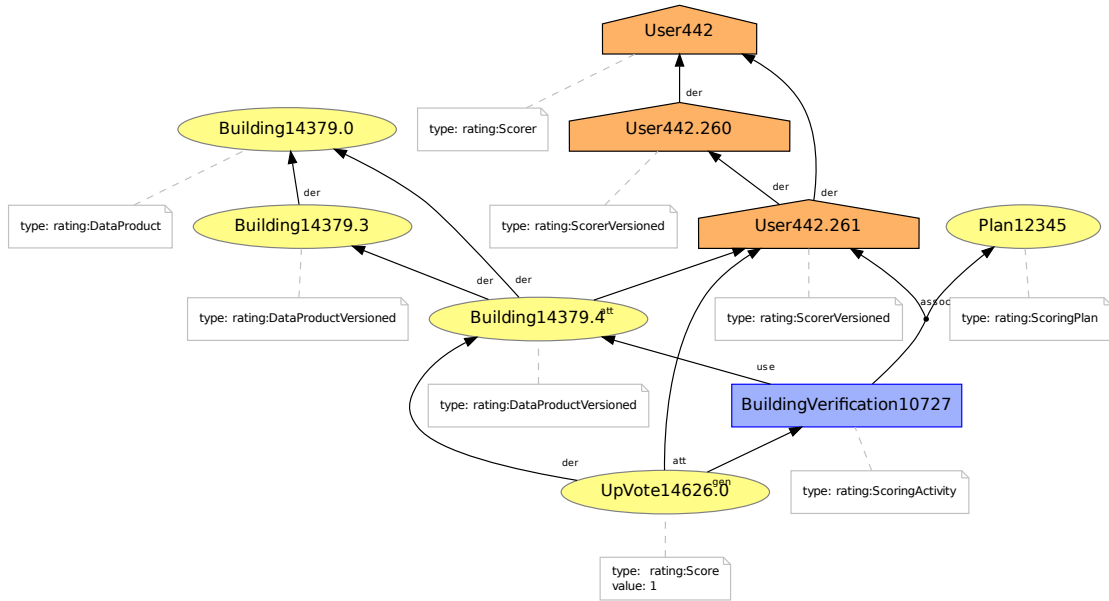 User442
der
type: rating:Scorer
Building14379.0
User442.260
der
der
der
type: rating:DataProduct
Building14379.3
type: rating:ScorerVersioned
User442.261
Plan12345
der
der
type: rating:DataProductVersioned
Building14379.4
att
type: rating:ScorerVersioned
assoc
type: rating:ScoringPlan
use
type: rating:DataProductVersioned
BuildingVerification10727
der
att
gen
UpVote14626.0
type: rating:ScoringActivity
type: rating:Score
value: 1